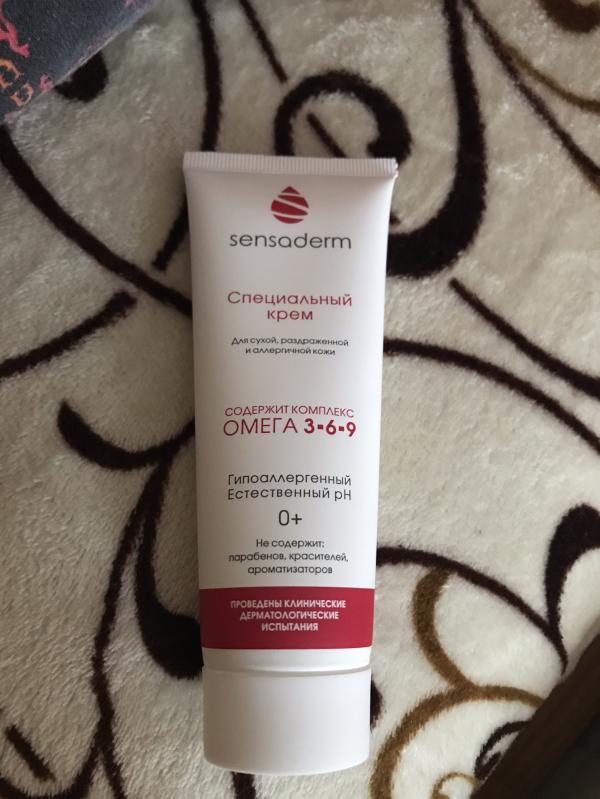 sensaderm
Специальный
крем
Для сухой, раздраженной
и аллергичной кожи
СОДЕРЖИТ КОМПЛЕКС
ОМЕГА 3-6-9
Гипоаллергенный
Естественный pH
0+
Не содержит:
парабенов, красителей,
ароматизаторов
ПРОВЕДЕНЫ КЛИНИЧЕСКИЕ
ДЕРМАТОЛОГИЧЕСКИЕ
ИСПЫТАНИЯ